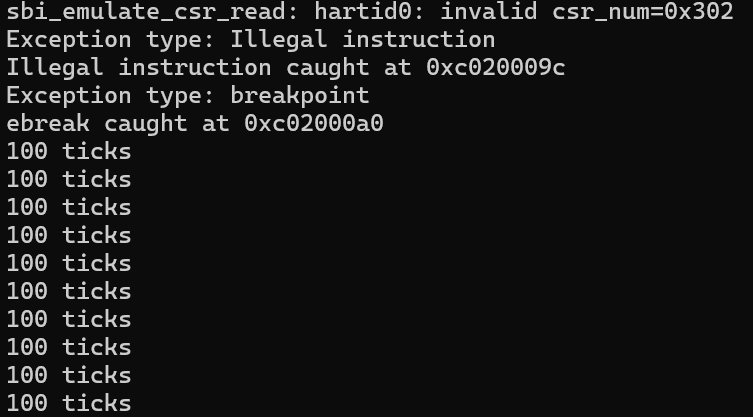 sbi_emulate_csr_read: hartid0: invalid csr_num=0x302
Exception type: Illegal instruction
Illegal instruction caught at 0xc020009c
Exception type: breakpoint
ebreak caught at 0xc02000a0
100 ticks
100 ticks
100 ticks
100 ticks
100 ticks
100 ticks
100 ticks
100 ticks
100 ticks
100 ticks